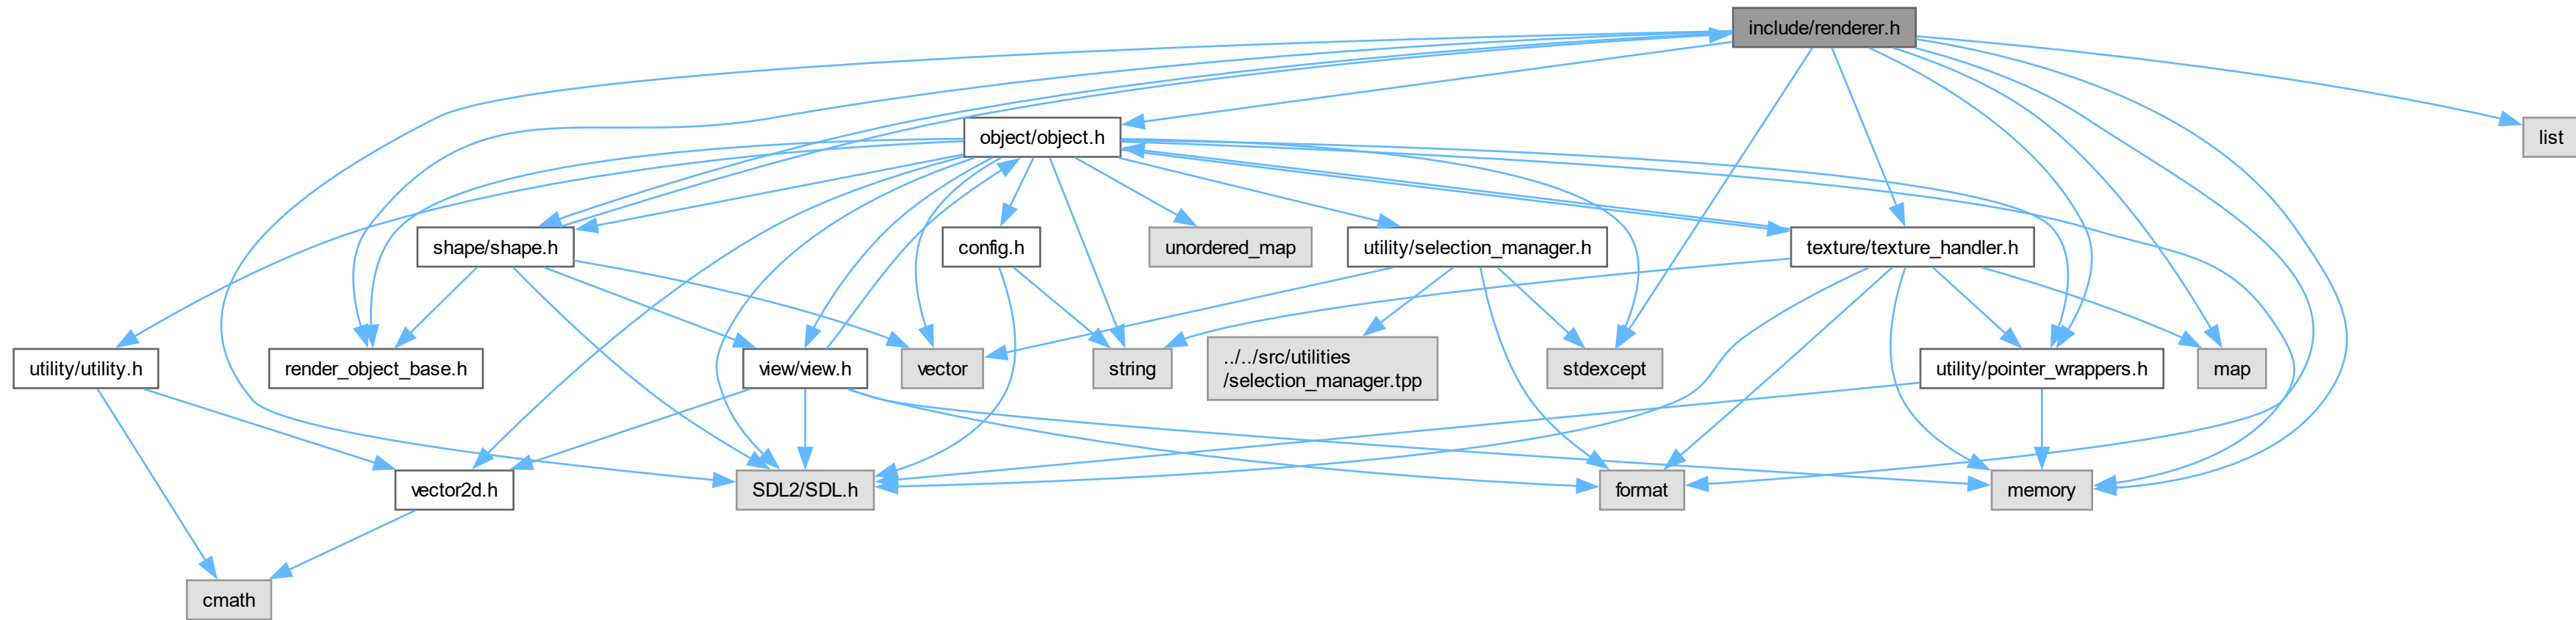 include/renderer.h
list
object/object.h
shape/shape.h
config.h
unordered_map
utility/selection_manager.h
texture/texture_handler.h
utility/utility.h
render_object_base.h
view/view.h
vector
string
../../src/utilities
/selection_manager.tpp
stdexcept
utility/pointer_wrappers.h
map
vector2d.h
SDL2/SDL.h
format
memory
cmath